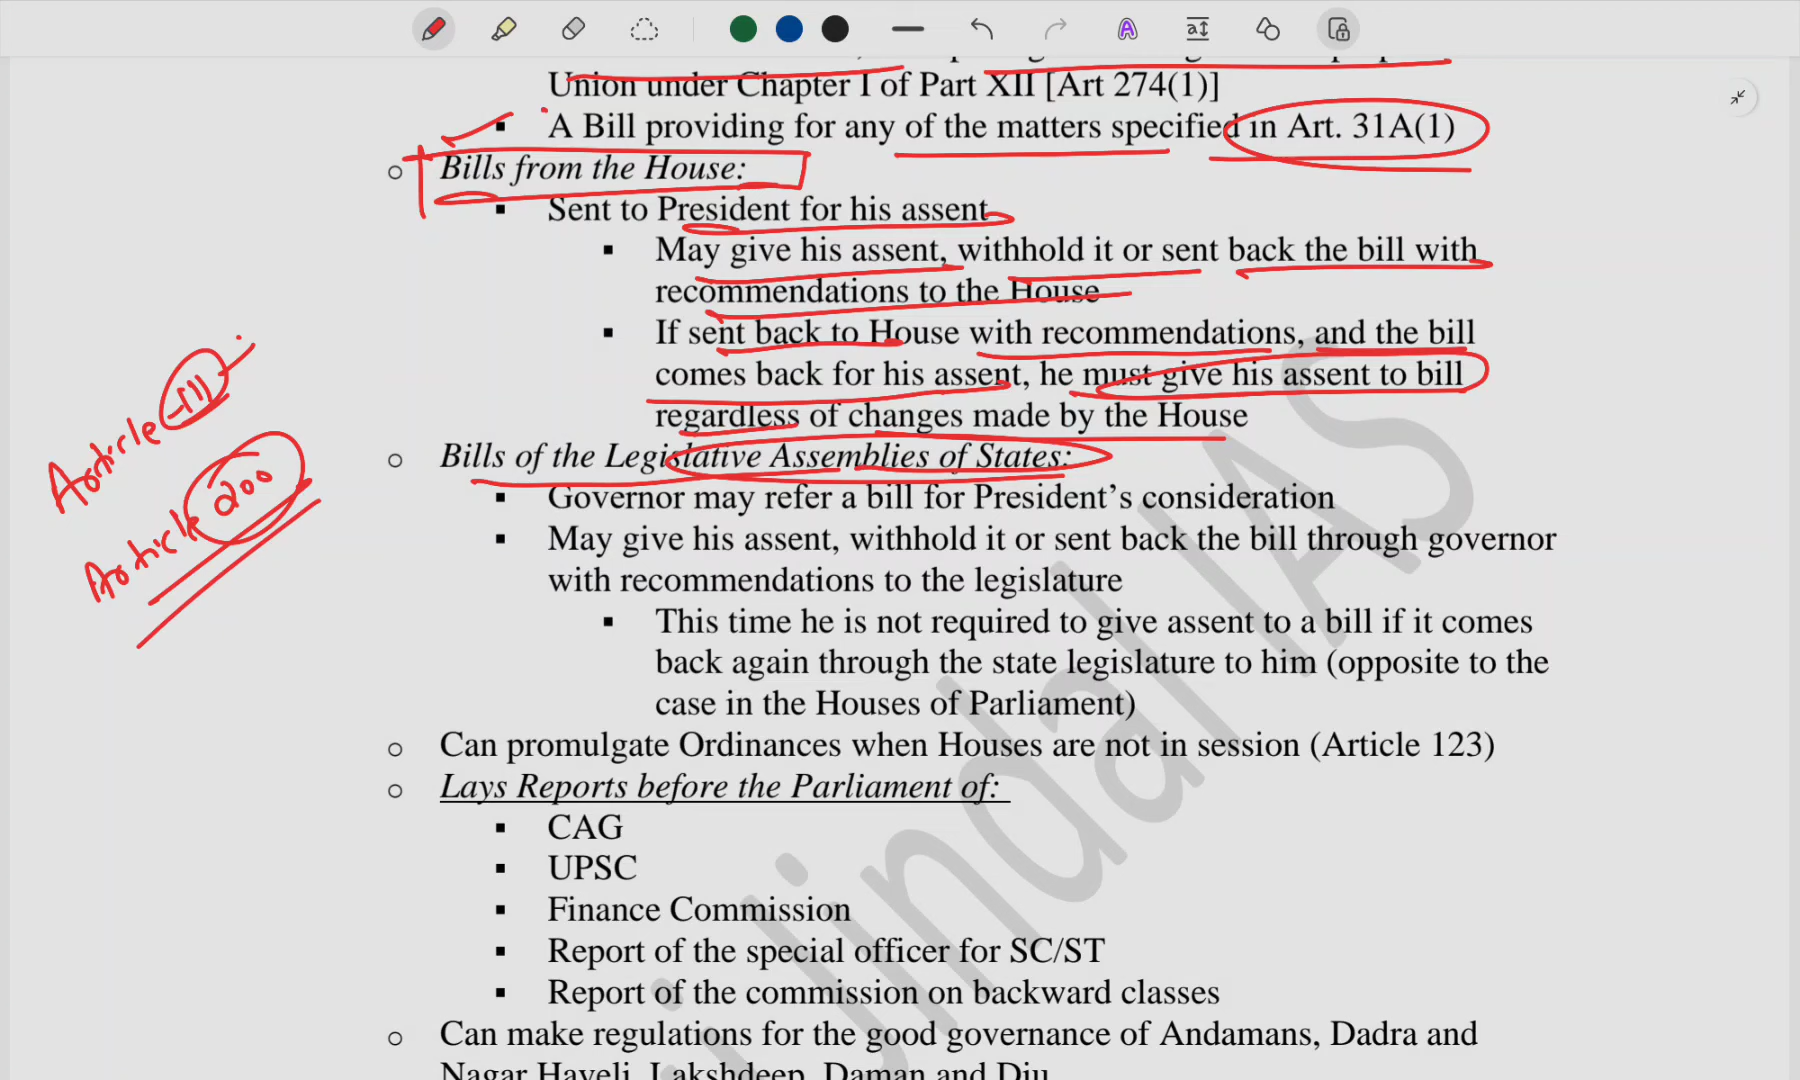 Union under Chapter I of Part XII [Art 274(1)]
▪ A Bill providing for any of the matters specified in Art. 31A(1)
o Bills from the House:
▪ Sent to President for his assent
▪ May give his assent, withhold it or sent back the bill with
recommendations to the House
▪ If sent back to House with recommendations, and the bill
comes back for his assent, he must give his assent to bill
regardless of changes made by the House
o Bills of the Legislative Assemblies of States:
▪ Governor may refer a bill for President’s consideration
▪ May give his assent, withhold it or sent back the bill through governor
with recommendations to the legislature
▪ This time he is not required to give assent to a bill if it comes
back again through the state legislature to him (opposite to the
case in the Houses of Parliament)
o Can promulgate Ordinances when Houses are not in session (Article 123)
o Lays Reports before the Parliament of:
▪ CAG
▪ UPSC
▪ Finance Commission
▪ Report of the special officer for SC/ST
▪ Report of the commission on backward classes
o Can make regulations for the good governance of Andamans, Dadra and
Nagar Haveli, Lakshdeep, Daman and Diu
Article 111
Article 200
Jindal IAS